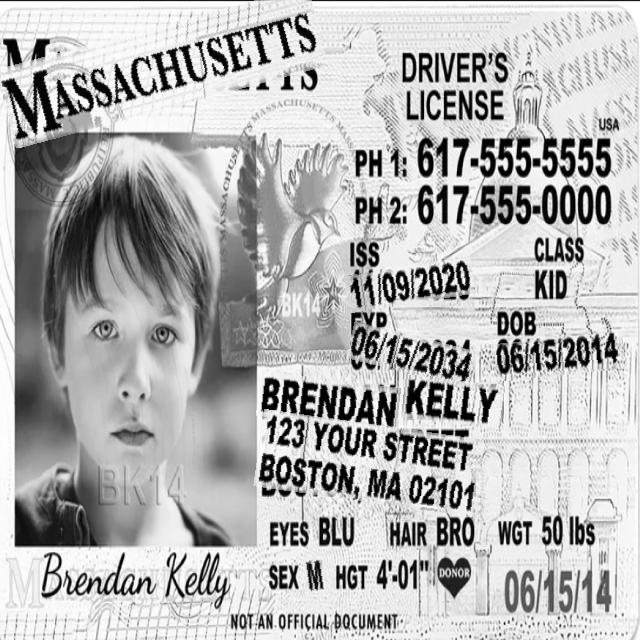 MASSACHUSETTS
DRIVER'S
LICENSE
USA
PH 1: 617-555-5555
PH 2: 617-555-0000
ISS
11/09/2020
CLASS
KID
EXP
06/15/2034
DOB
06/15/2014
BK14
BRENDAN KELLY
123 YOUR STREET
BOSTON, MA 02101
BK14
EYES BLU HAIR BRO WGT 50 lbs
SEX M HGT 4'-01" DONOR 06/15/14
Brendan Kelly
NOT AN OFFICIAL DOCUMENT